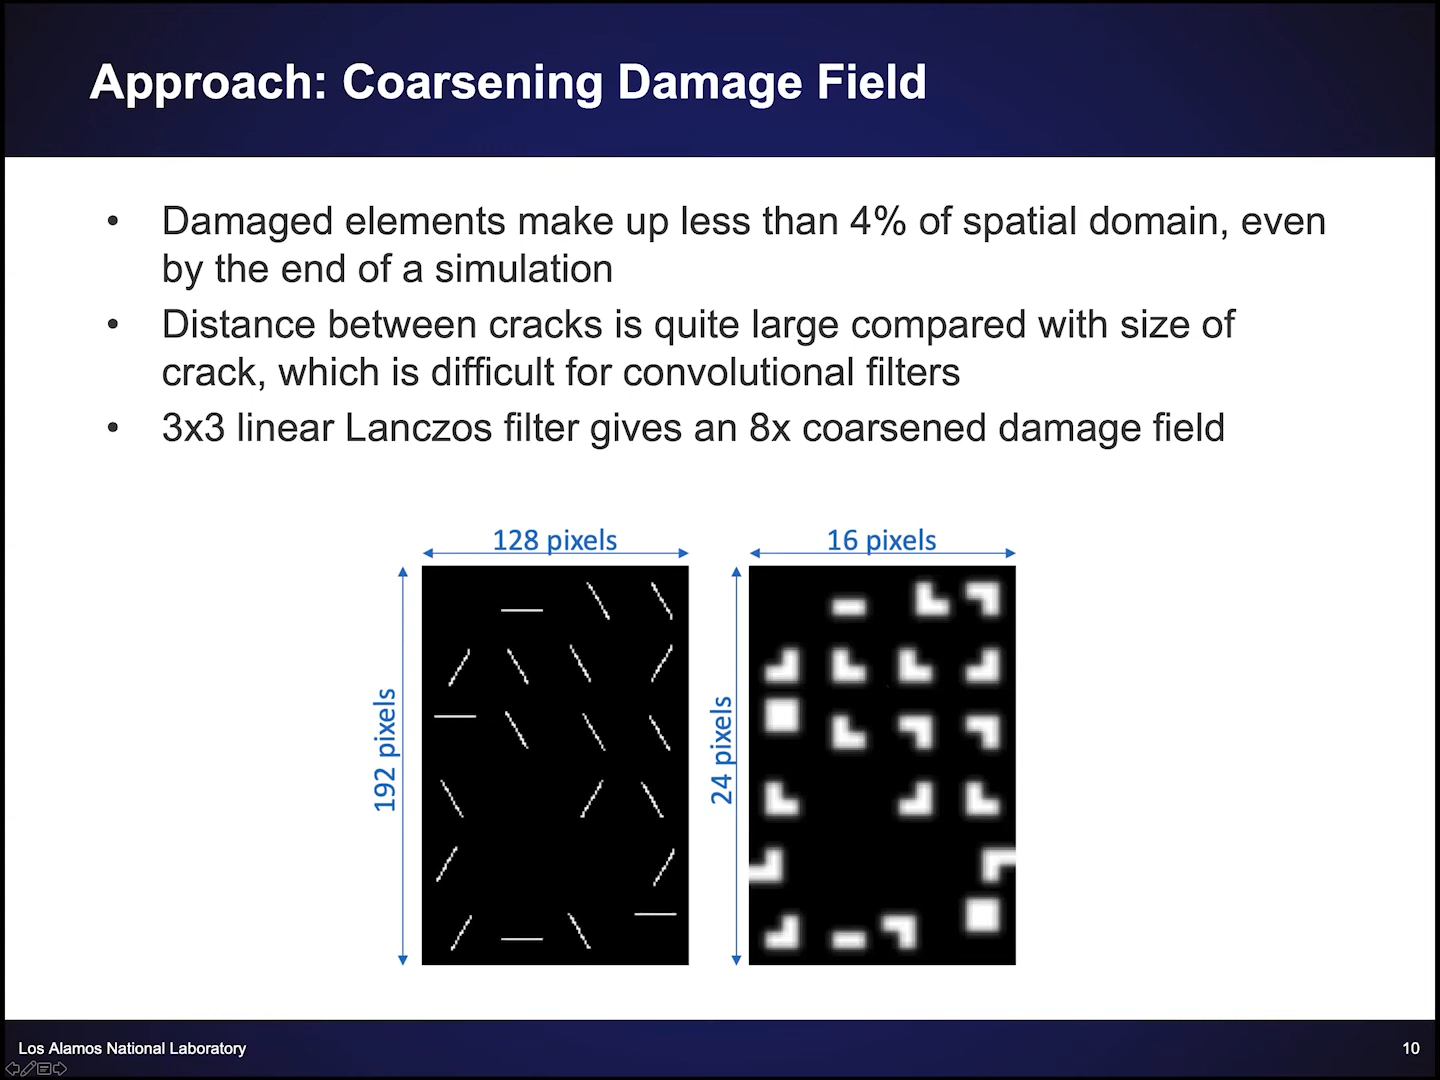 Approach: Coarsening Damage Field
• Damaged elements make up less than 4% of spatial domain, even
by the end of a simulation
• Distance between cracks is quite large compared with size of
crack, which is difficult for convolutional filters
• 3x3 linear Lanczos filter gives an 8x coarsened damage field
128 pixels
16 pixels
192 pixels
24 pixels
Los Alamos National Laboratory
10